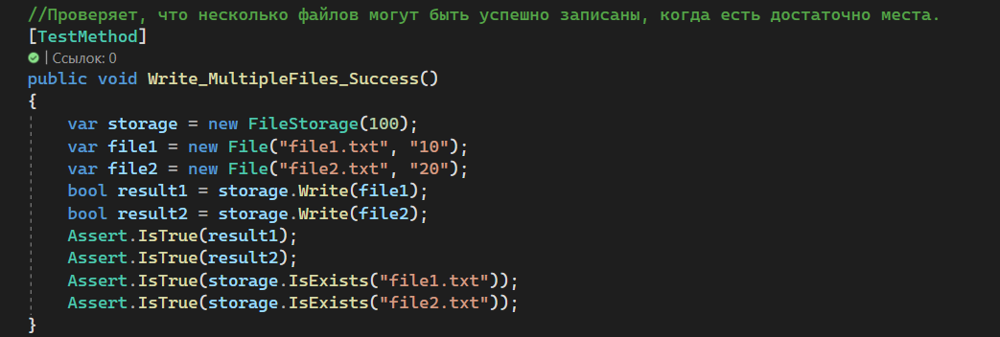 //Проверяет, что несколько файлов могут быть успешно записаны, когда есть достаточно места.
[TestMethod]
| Ссылок: 0
public void Write_MultipleFiles_Success()
{
    var storage = new FileStorage(100);
    var file1 = new File("file1.txt", "10");
    var file2 = new File("file2.txt", "20");
    bool result1 = storage.Write(file1);
    bool result2 = storage.Write(file2);
    Assert.IsTrue(result1);
    Assert.IsTrue(result2);
    Assert.IsTrue(storage.IsExists("file1.txt"));
    Assert.IsTrue(storage.IsExists("file2.txt"));
}